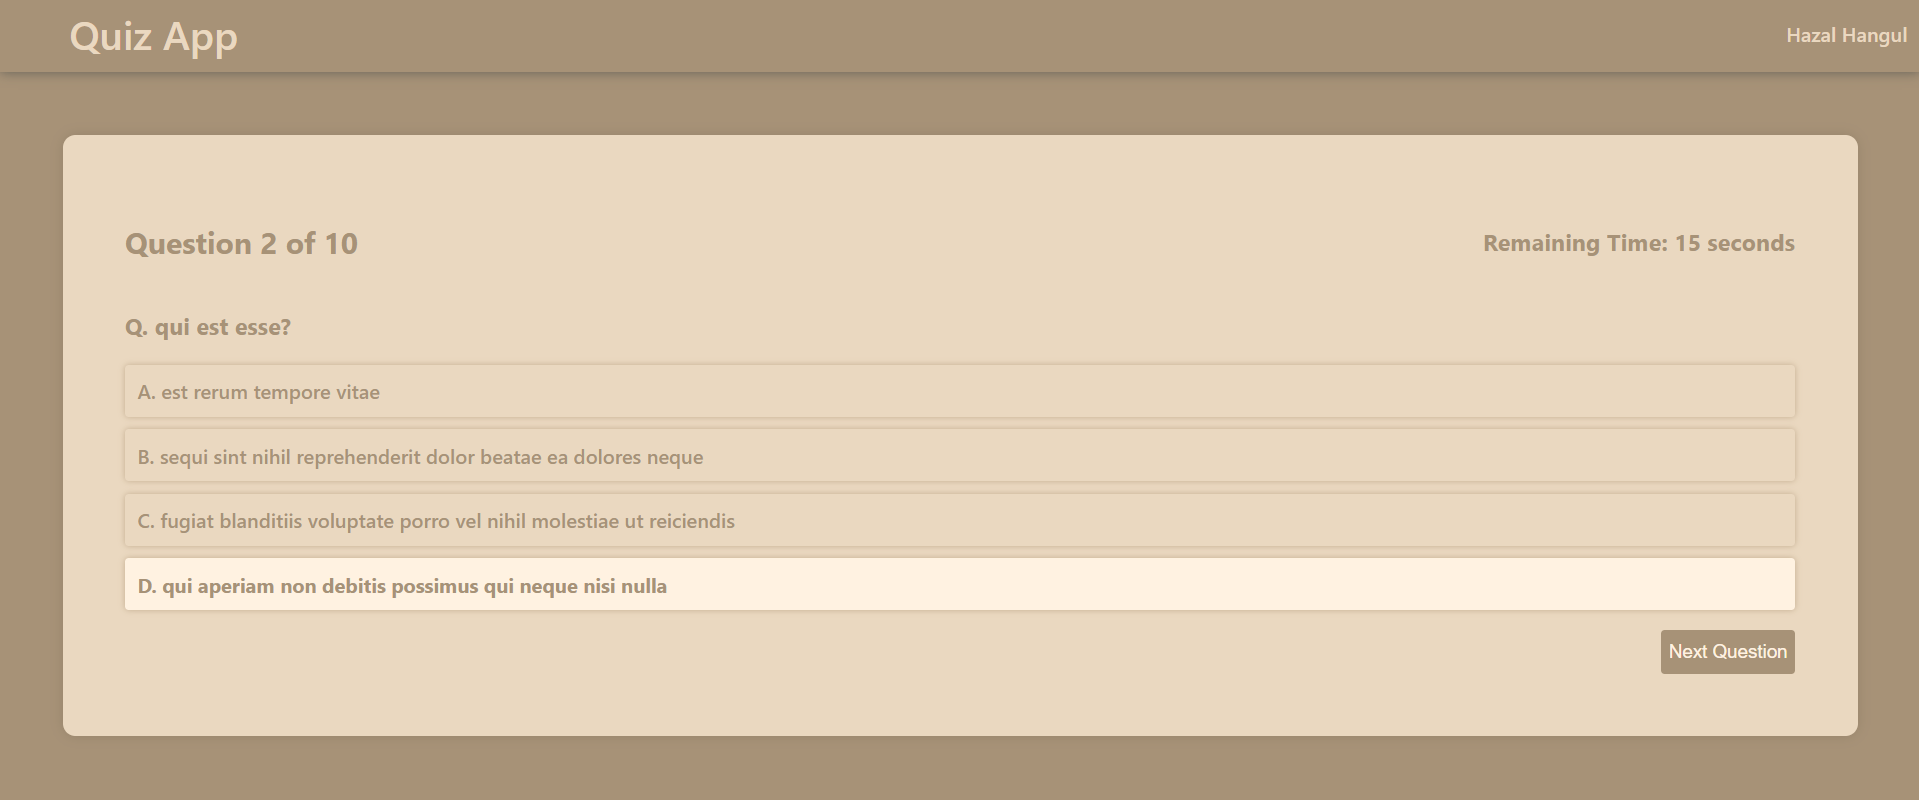 Quiz App
Hazal Hangul
Question 2 of 10
Remaining Time: 15 seconds
Q. qui est esse?
A. est rerum tempore vitae
B. sequi sint nihil reprehenderit dolor beatae ea dolores neque
C. fugiat blanditiis voluptate porro vel nihil molestiae ut reiciendis
D. qui aperiam non debitis possimus qui neque nisi nulla
Next Question